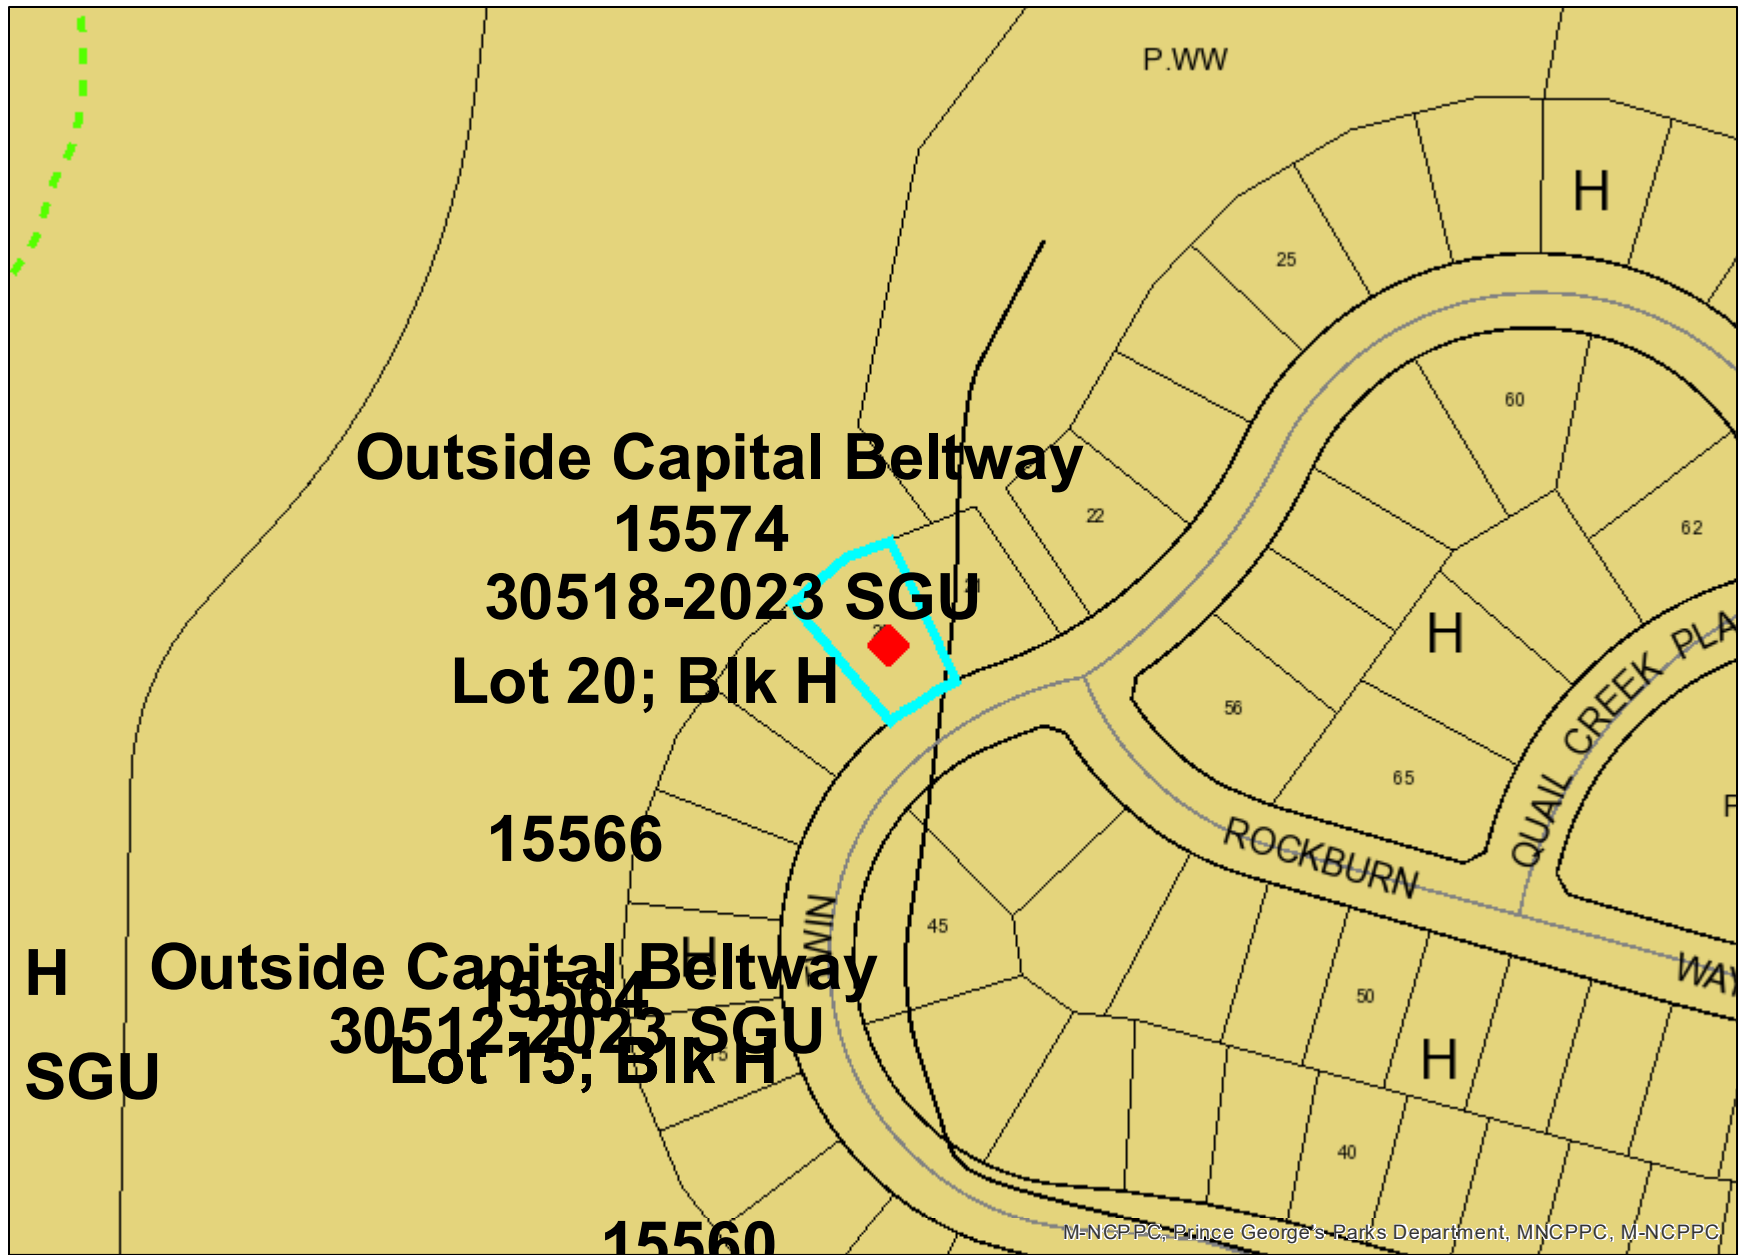 P.WW
H
25
60
Outside Capital Beltway
15574
22
62
30518-2023 SGU
H
QUAIL CREEK PLA
Lot 20; Blk H
56
65
15566
ROCKBURN
TWIN
45
H
H
Outside Capital Beltway
15564
WAY
50
30512-2023 SGU
Lot 15; Blk H
15
H
SGU
40
15560
M-NCPPC, Prince George's Parks Department, MNCPPC, M-NCPPC